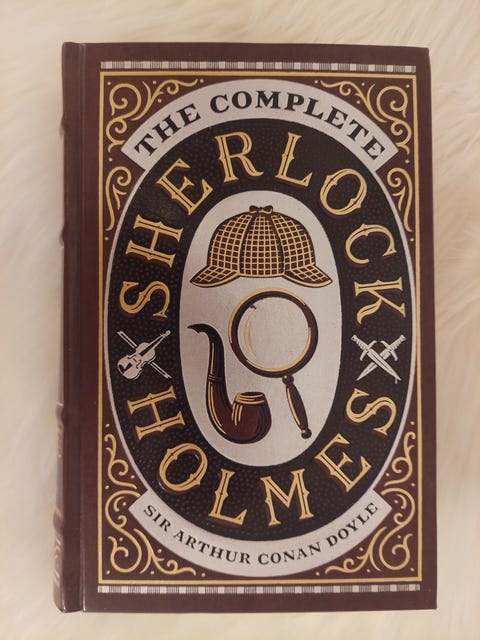 THE COMPLETE
SHERLOCK
HOLMES
SIR ARTHUR CONAN DOYLE